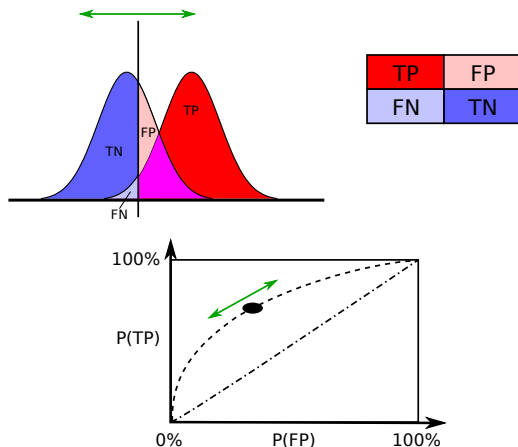 TP FP
FN TN
TP
FP
TN
FN
100%
P(TP)
0% P(FP) 100%